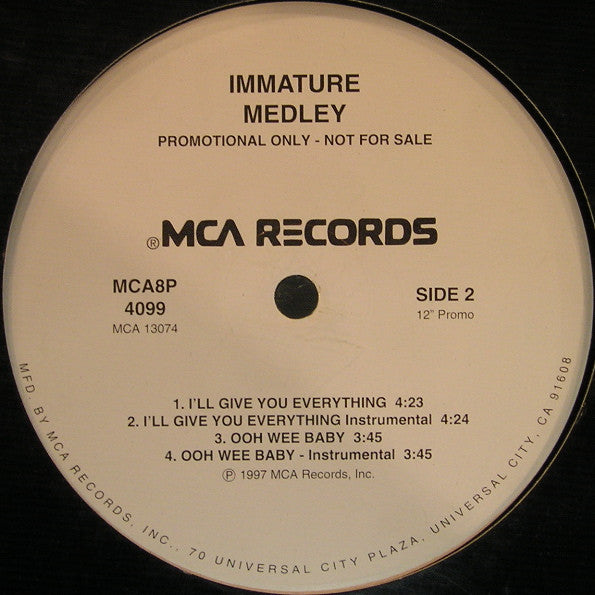 IMMATURE
MEDLEY
PROMOTIONAL ONLY - NOT FOR SALE
®MCA RECORDS
MCA8P
4099
MCA 13074
SIDE 2
12" Promo
1. I'LL GIVE YOU EVERYTHING 4:23
2. I'LL GIVE YOU EVERYTHING Instrumental 4:24
3. OOH WEE BABY 3:45
4. OOH WEE BABY - Instrumental 3:45
℗ 1997 MCA Records, Inc.
MFD. BY MCA RECORDS, INC., 70 UNIVERSAL CITY PLAZA, UNIVERSAL CITY, CA 91608